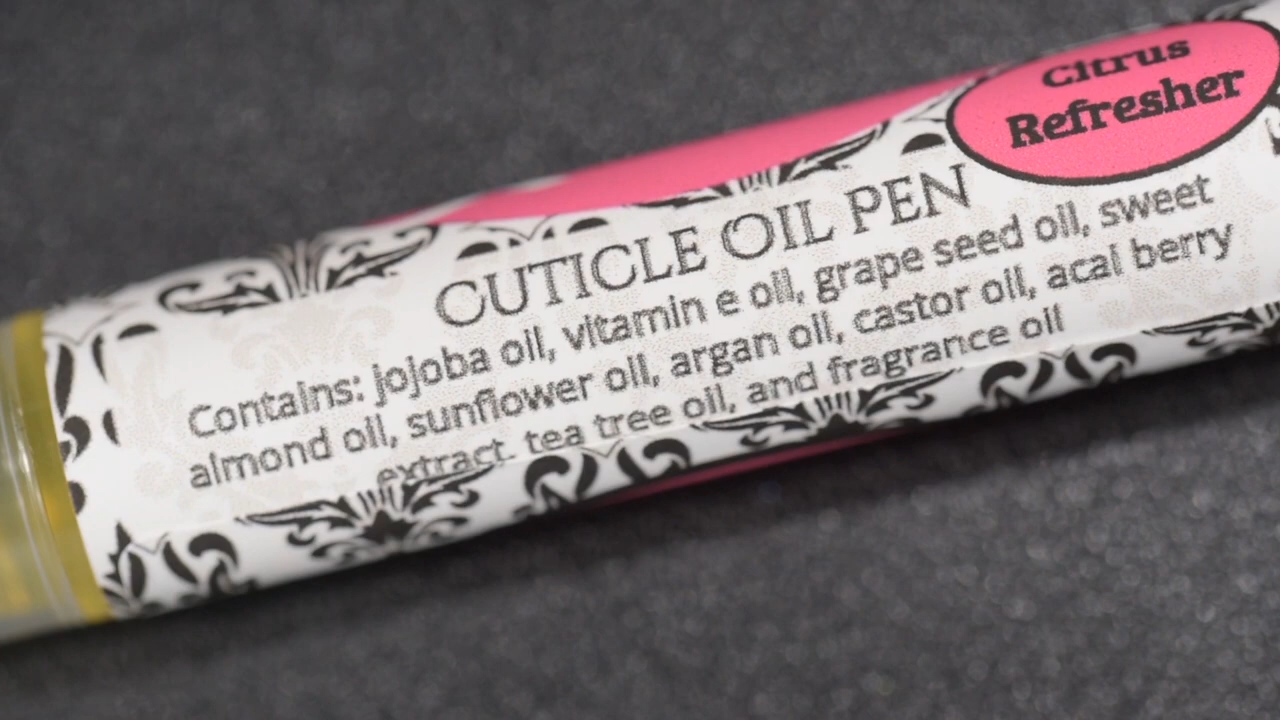 Citrus
Refresher
CUTICLE OIL PEN
Contains: jojoba oil, vitamin e oil, grape seed oil, sweet
almond oil, sunflower oil, argan oil, castor oil, acai berry
extract, tea tree oil, and fragrance oil